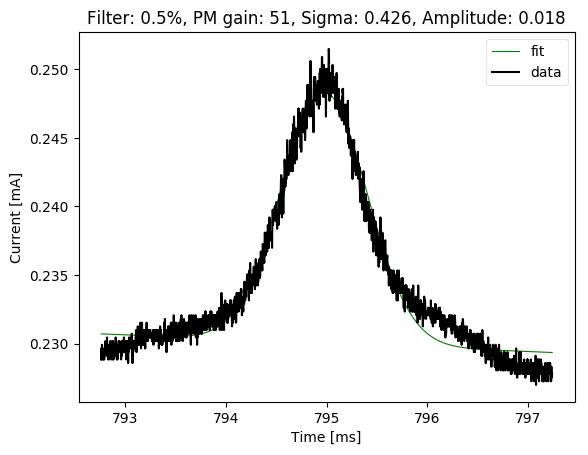 Filter: 0.5%, PM gain: 51, Sigma: 0.426, Amplitude: 0.018
fit
data
0.250
0.245
0.240
0.235
0.230
Current [mA]
793 794 795 796 797
Time [ms]